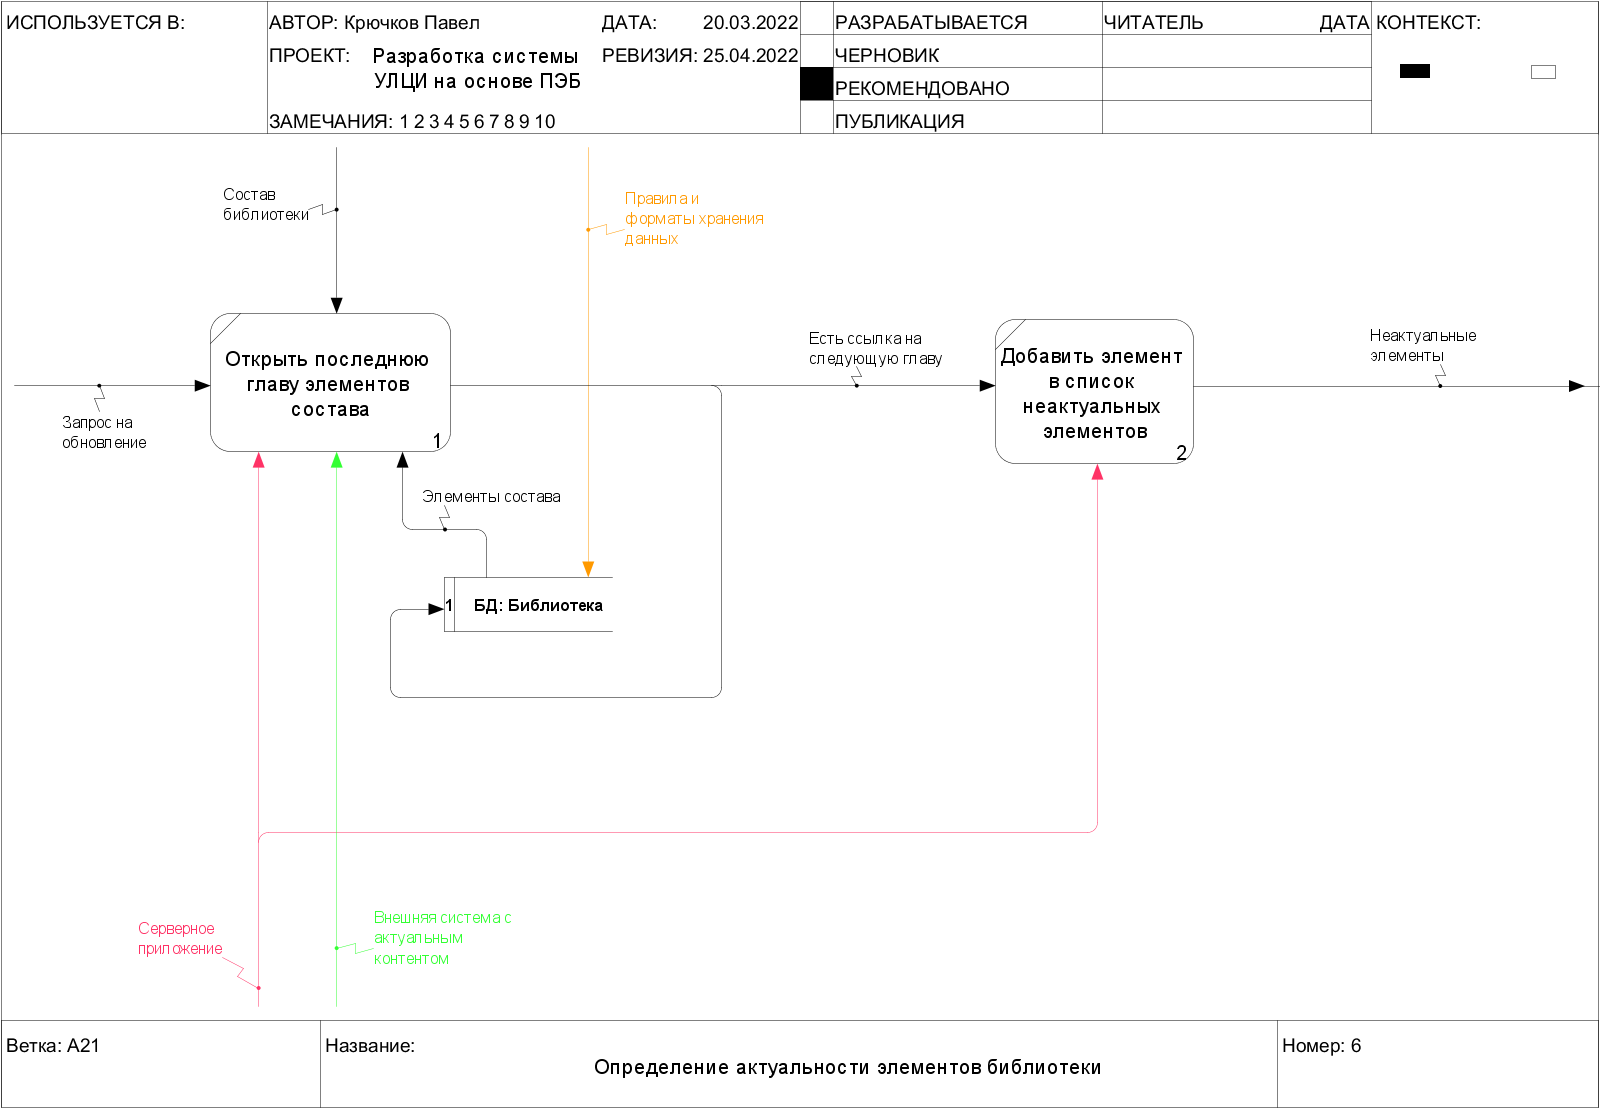 ИСПОЛЬЗУЕТСЯ В:
АВТОР: Крючков Павел
ДАТА: 20.03.2022
ПРОЕКТ: Разработка системы
УЛЦИ на основе ПЭБ
РЕВИЗИЯ: 25.04.2022
ЗАМЕЧАНИЯ: 1 2 3 4 5 6 7 8 9 10
РАЗРАБАТЫВАЕТСЯ
ЧЕРНОВИК
РЕКОМЕНДОВАНО
ПУБЛИКАЦИЯ
ЧИТАТЕЛЬ ДАТА
КОНТЕКСТ:
Состав
библиотеки
Правила и
форматы хранения
данных
Открыть последнюю
главу элементов
состава
1
Запрос на
обновление
Есть ссылка на
следующую главу
Добавить элемент
в список
неактуальных
элементов
2
Неактуальные
элементы
Элементы состава
1 БД: Библиотека
Серверное
приложение
Внешняя система с
актуальным
контентом
Ветка: A21
Название:
Определение актуальности элементов библиотеки
Номер: 6